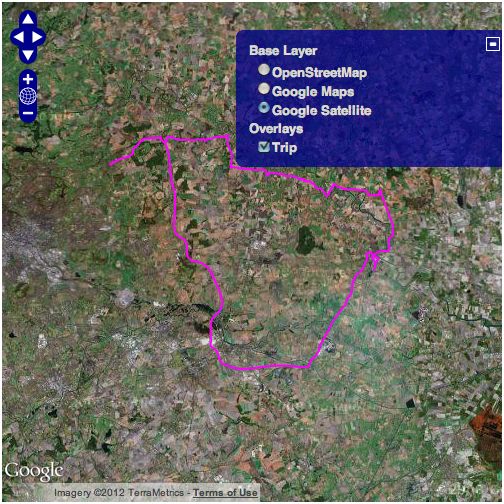 Base Layer
OpenStreetMap
Google Maps
Google Satellite
Overlays
Trip
Google
Imagery ©2012 TerraMetrics - Terms of Use